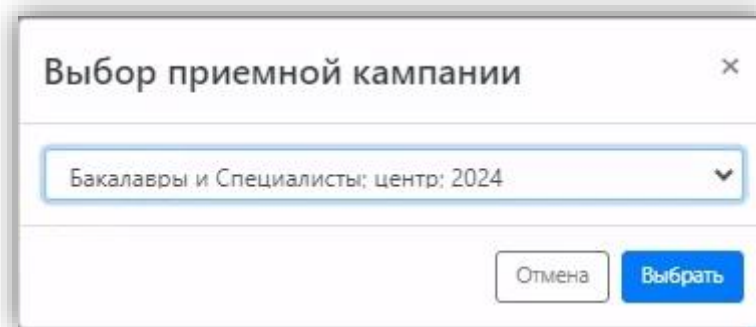 Выбор приемной кампании ×
Бакалавры и Специалисты; центр; 2024
Отмена Выбрать